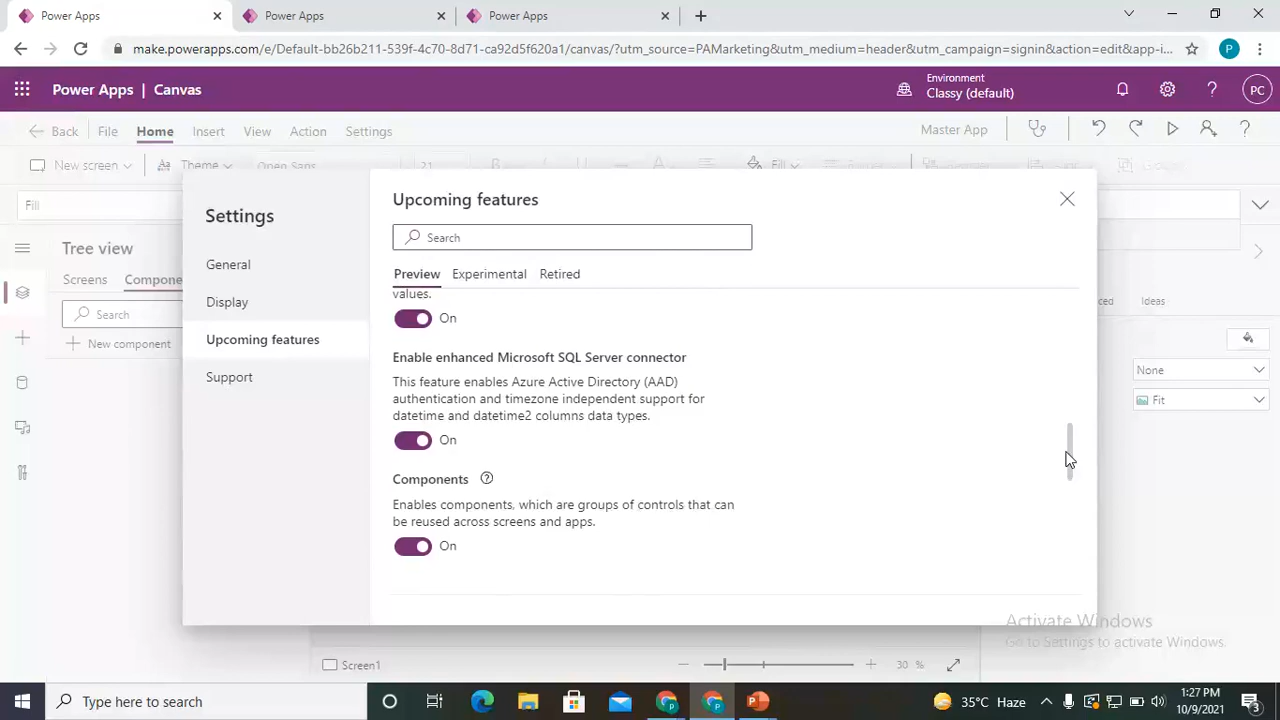 Power Apps
Power Apps
Power Apps
make.powerapps.com/e/Default-bb26b211-539f-4c70-8d71-ca92d5f620a1/canvas/?utm_source=PAMarketing&utm_medium=header&utm_campaign=signin&action=edit&app-i...
P
Power Apps | Canvas
Environment
Classy (default)
PC
Back File Home Insert View Action Settings
Master App
New screen Theme Open Sans 21 B Fill
Fill
Tree view
Screens Compone
Search
New component
Settings
General
Display
Upcoming features
Support
Upcoming features
Search
Preview Experimental Retired
values.
On
Enable enhanced Microsoft SQL Server connector
This feature enables Azure Active Directory (AAD)
authentication and timezone independent support for
datetime and datetime2 columns data types.
On
Components
Enables components, which are groups of controls that can
be reused across screens and apps.
On
ced Ideas
None
Fit
Activate Windows
Go to Settings to activate Windows.
Screen1
30 %
Type here to search
35°C Haze
1:27 PM
10/9/2021
3